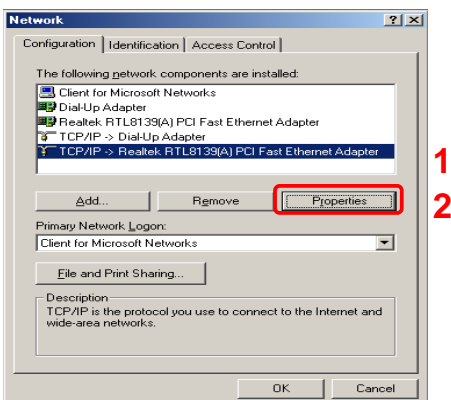 Network
Configuration Identification Access Control
The following network components are installed:
Client for Microsoft Networks
Dial-Up Adapter
Realtek RTL8139(A) PCI Fast Ethernet Adapter
TCP/IP -> Dial-Up Adapter
TCP/IP -> Realtek RTL8139(A) PCI Fast Ethernet Adapter
1
Add... Remove Properties
2
Primary Network Logon:
Client for Microsoft Networks
File and Print Sharing...
Description
TCP/IP is the protocol you use to connect to the Internet and
wide-area networks.
OK Cancel